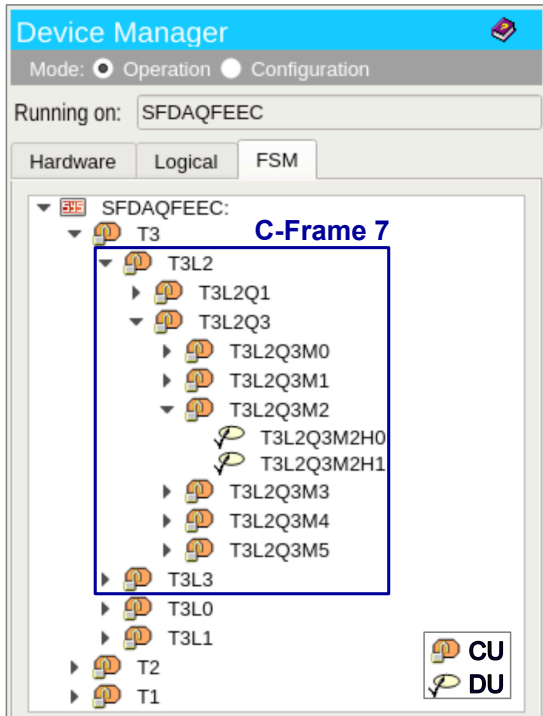 Device Manager
Mode: Operation Configuration
Running on: SFDAQFEEC
Hardware Logical FSM
SYS SFDAQFEEC:
T3 C-Frame 7
T3L2
T3L2Q1
T3L2Q3
T3L2Q3M0
T3L2Q3M1
T3L2Q3M2
T3L2Q3M2H0
T3L2Q3M2H1
T3L2Q3M3
T3L2Q3M4
T3L2Q3M5
T3L3
T3L0
T3L1
T2
T1
CU
DU